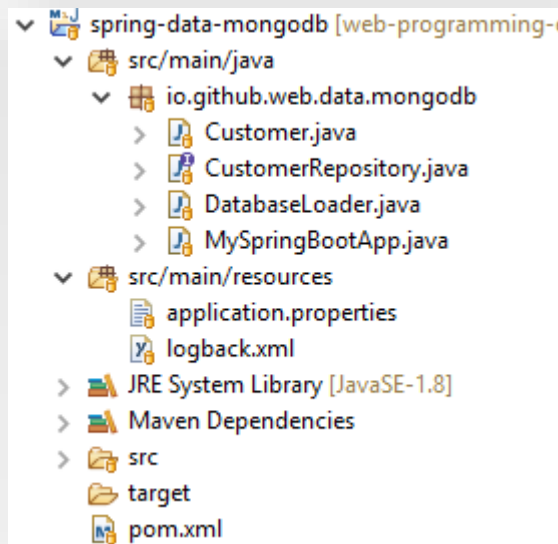 spring-data-mongodb [web-programming-
src/main/java
io.github.web.data.mongodb
Customer.java
CustomerRepository.java
DatabaseLoader.java
MySpringBootApp.java
src/main/resources
application.properties
logback.xml
JRE System Library [JavaSE-1.8]
Maven Dependencies
src
target
pom.xml